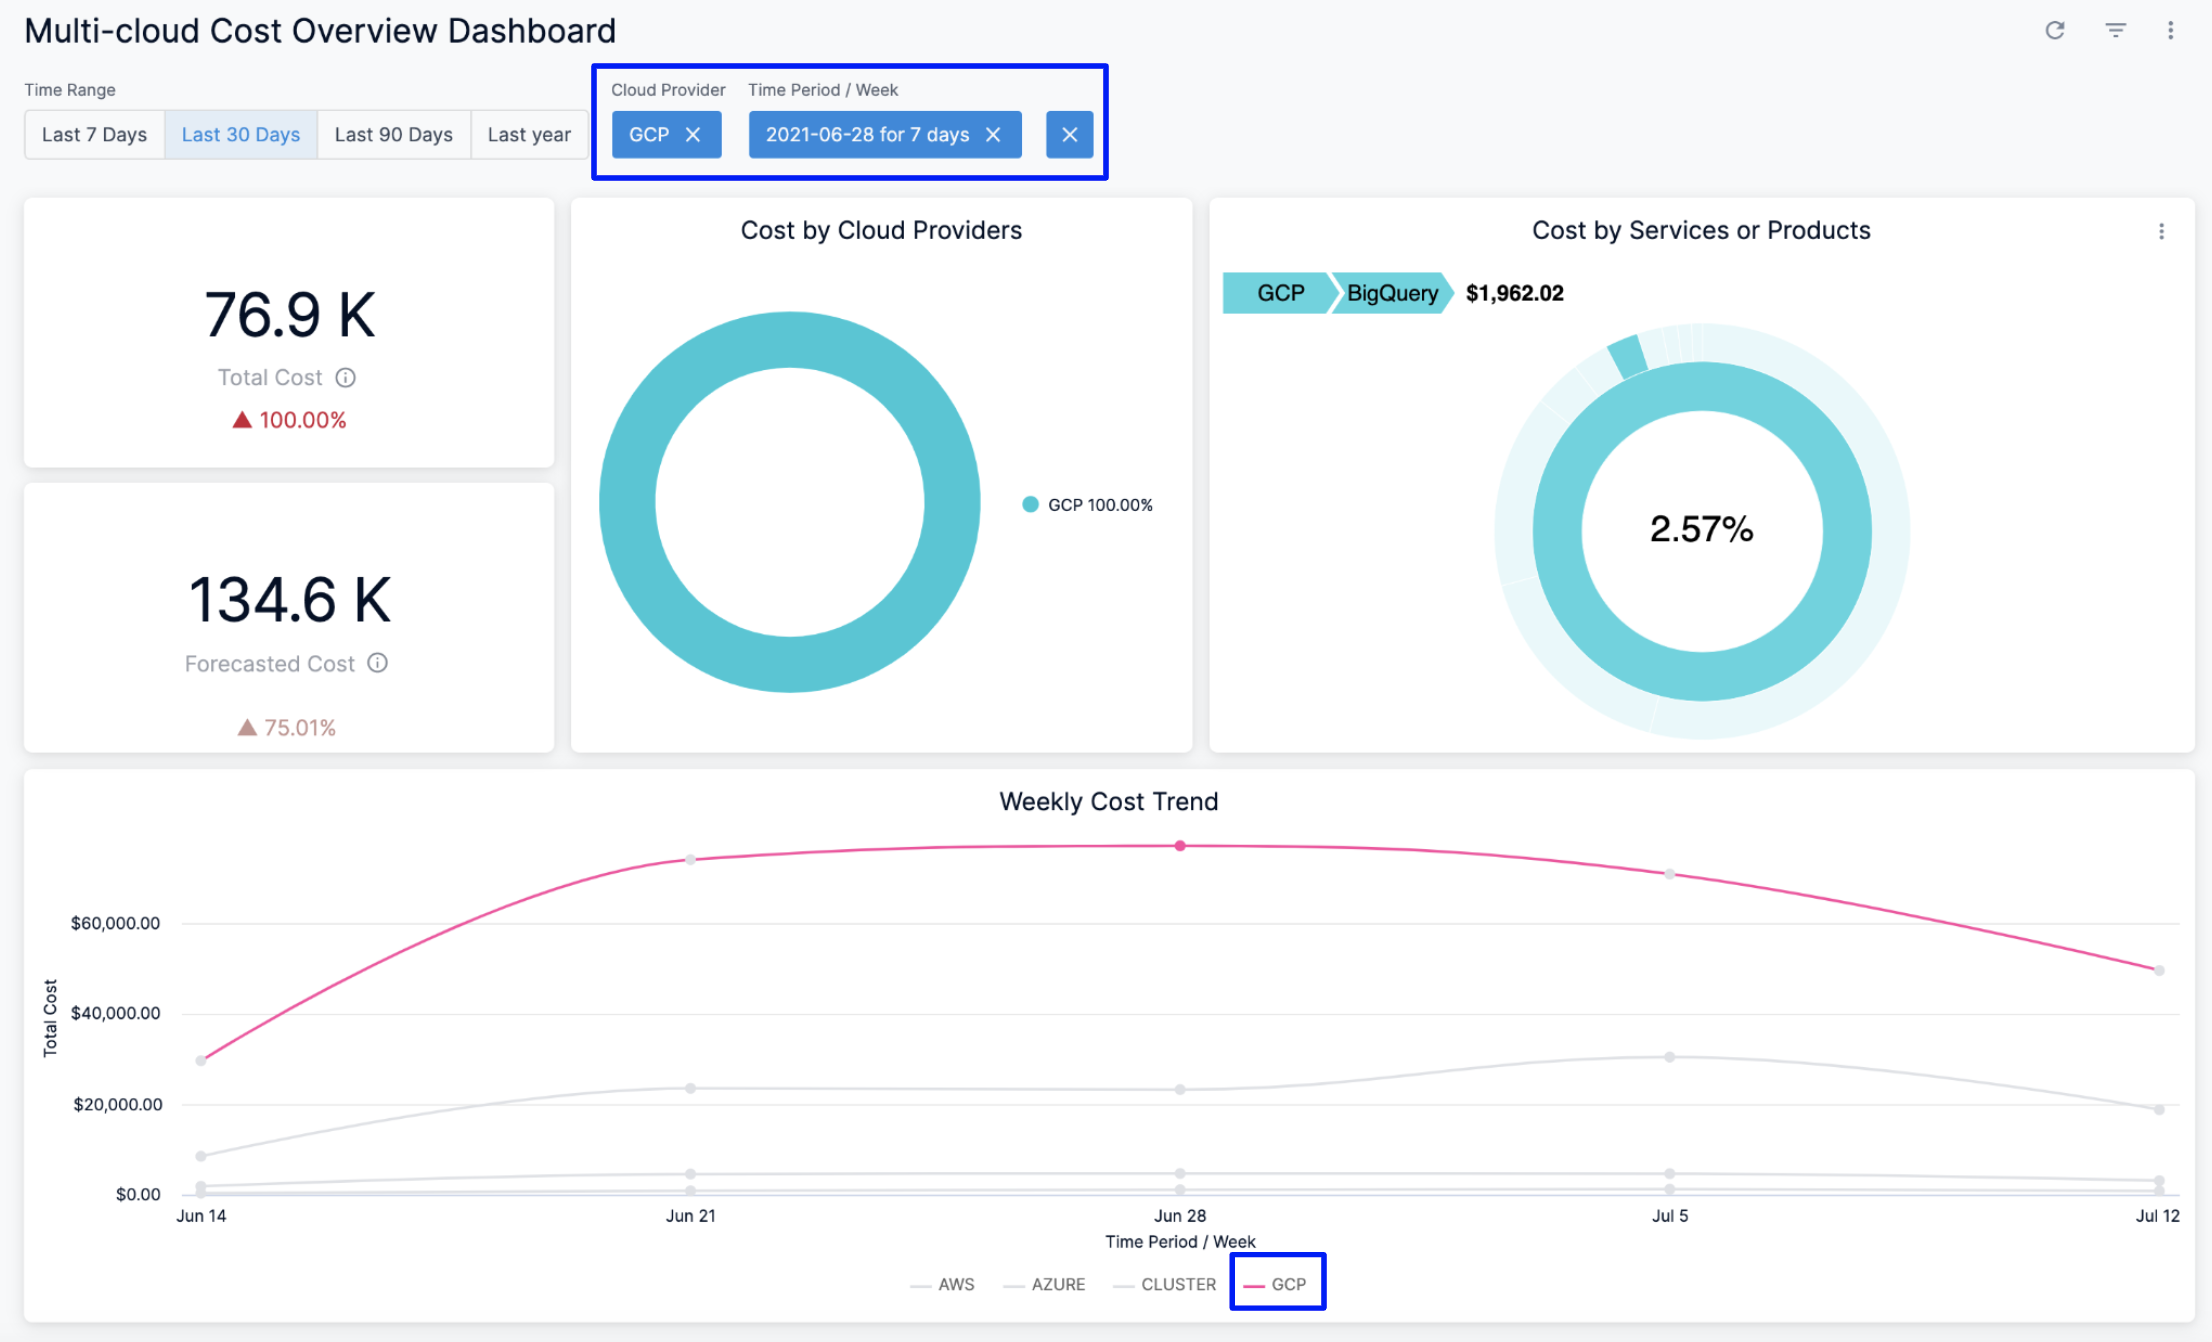 Multi-cloud Cost Overview Dashboard
Time Range
Cloud Provider
Time Period / Week
Last 7 Days
Last 30 Days
Last 90 Days
Last year
GCP
2021-06-28 for 7 days
76.9 K
Total Cost
▲ 100.00%
134.6 K
Forecasted Cost
▲ 75.01%
Cost by Cloud Providers
GCP 100.00%
Cost by Services or Products
GCP
BigQuery
$1,962.02
2.57%
Weekly Cost Trend
Total Cost
$60,000.00
$40,000.00
$20,000.00
$0.00
Jun 14
Jun 21
Jun 28
Jul 5
Jul 12
Time Period / Week
AWS
AZURE
CLUSTER
GCP